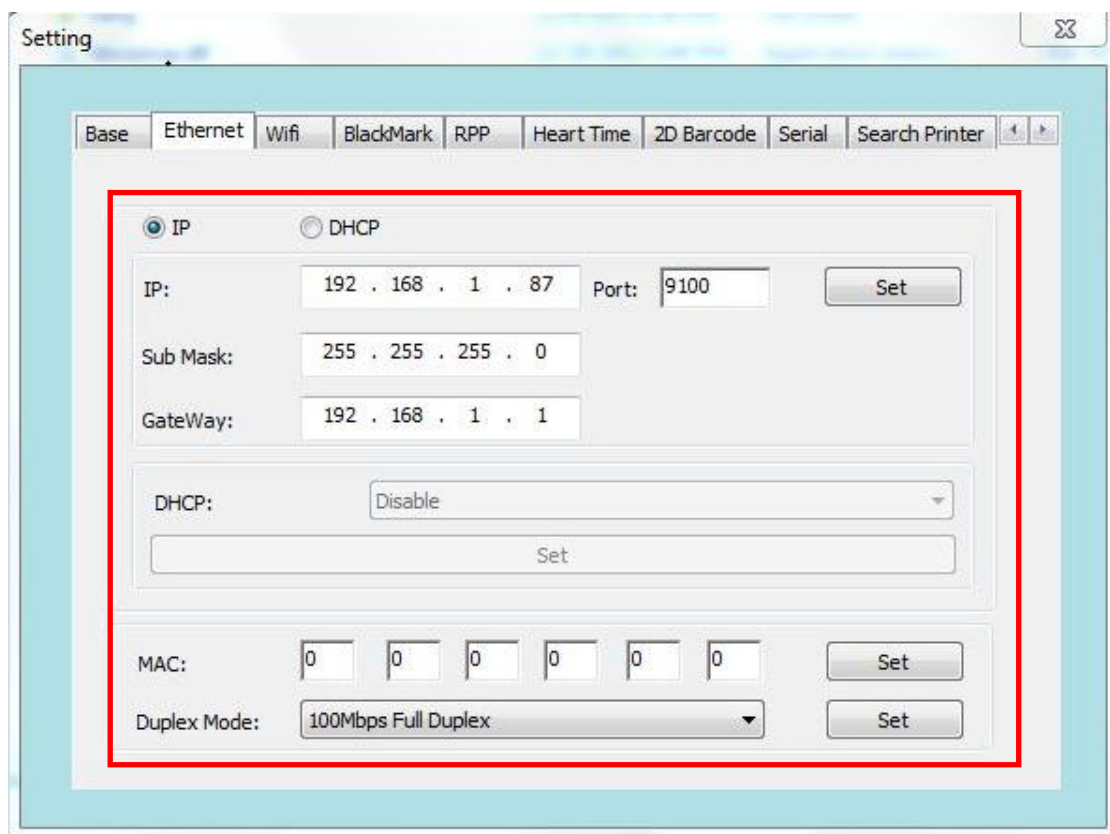 Setting
Base Ethernet Wifi BlackMark RPP Heart Time 2D Barcode Serial Search Printer
IP DHCP
IP: 192 . 168 . 1 . 87 Port: 9100 Set
Sub Mask: 255 . 255 . 255 . 0
GateWay: 192 . 168 . 1 . 1
DHCP: Disable
Set
MAC: 0 0 0 0 0 0 Set
Duplex Mode: 100Mbps Full Duplex Set